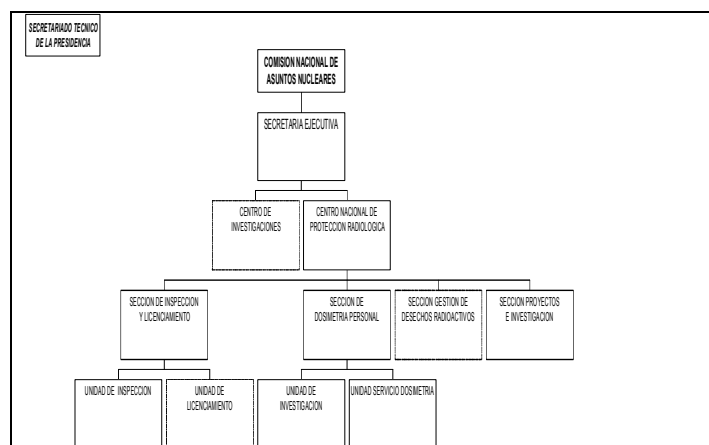 SECRETARIADO TECNICO
DE LA PRESIDENCIA
COMISION NACIONAL DE
ASUNTOS NUCLEARES
SECRETARIA EJECUTIVA
CENTRO DE
INVESTIGACIONES
CENTRO NACIONAL DE
PROTECCION RADIOLOGICA
SECCION DE INSPECCION
Y LICENCIAMIENTO
SECCION DE
DOSIMETRIA PERSONAL
SECCION GESTION DE
DESECHOS RADIOACTIVOS
SECCION PROYECTOS
E INVESTIGACION
UNIDAD DE INSPECCION
UNIDAD DE
LICENCIAMIENTO
UNIDAD DE
INVESTIGACION
UNIDAD SERVICIO DOSIMETRIA